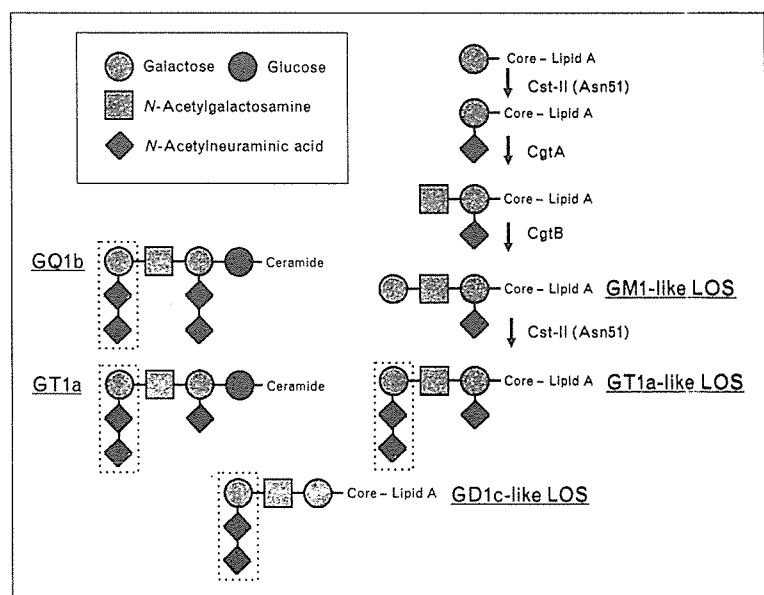 Galactose
Glucose
N-Acetylgalactosamine
N-Acetylneuraminic acid
Core – Lipid A
Cst-II (Asn51)
Core – Lipid A
CgtA
Core – Lipid A
CgtB
GQ1b
Ceramide
Core – Lipid A
GM1-like LOS
Cst-II (Asn51)
GT1a
Ceramide
Core – Lipid A
GT1a-like LOS
Core – Lipid A
GD1c-like LOS